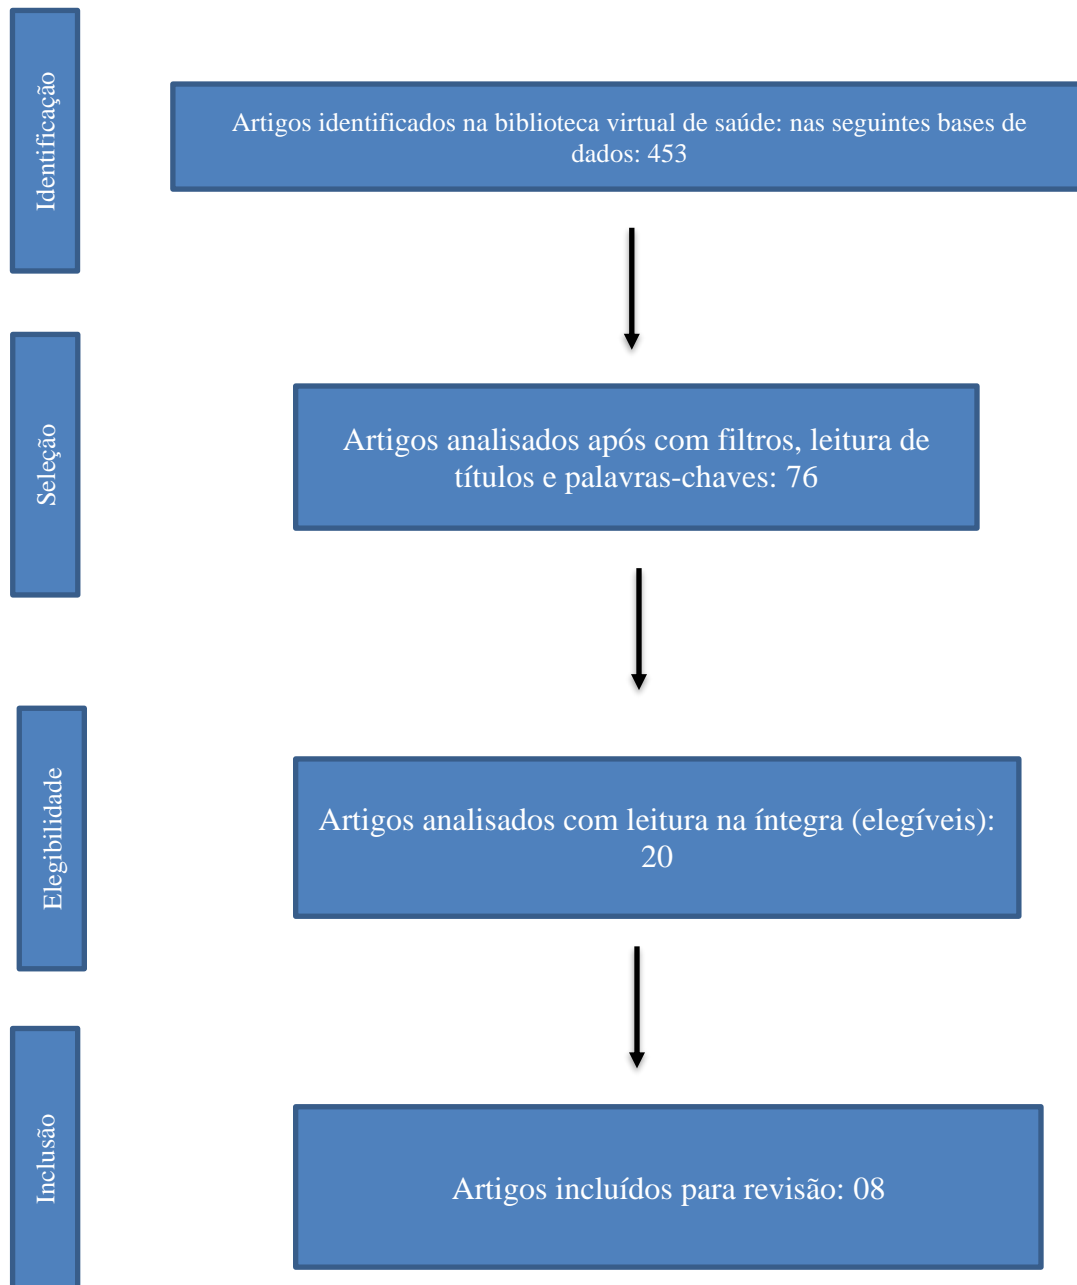 Identificação
Artigos identificados na biblioteca virtual de saúde: nas seguintes bases de
dados: 453
Seleção
Artigos analisados após com filtros, leitura de
títulos e palavras-chaves: 76
Elegibilidade
Artigos analisados com leitura na íntegra (elegíveis):
20
Inclusão
Artigos incluídos para revisão: 08